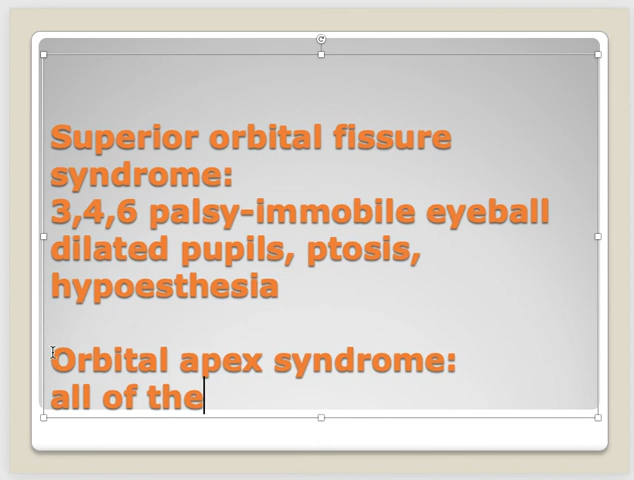 Superior orbital fissure
syndrome:
3,4,6 palsy-immobile eyeball
dilated pupils, ptosis,
hypoesthesia
Orbital apex syndrome:
all of the